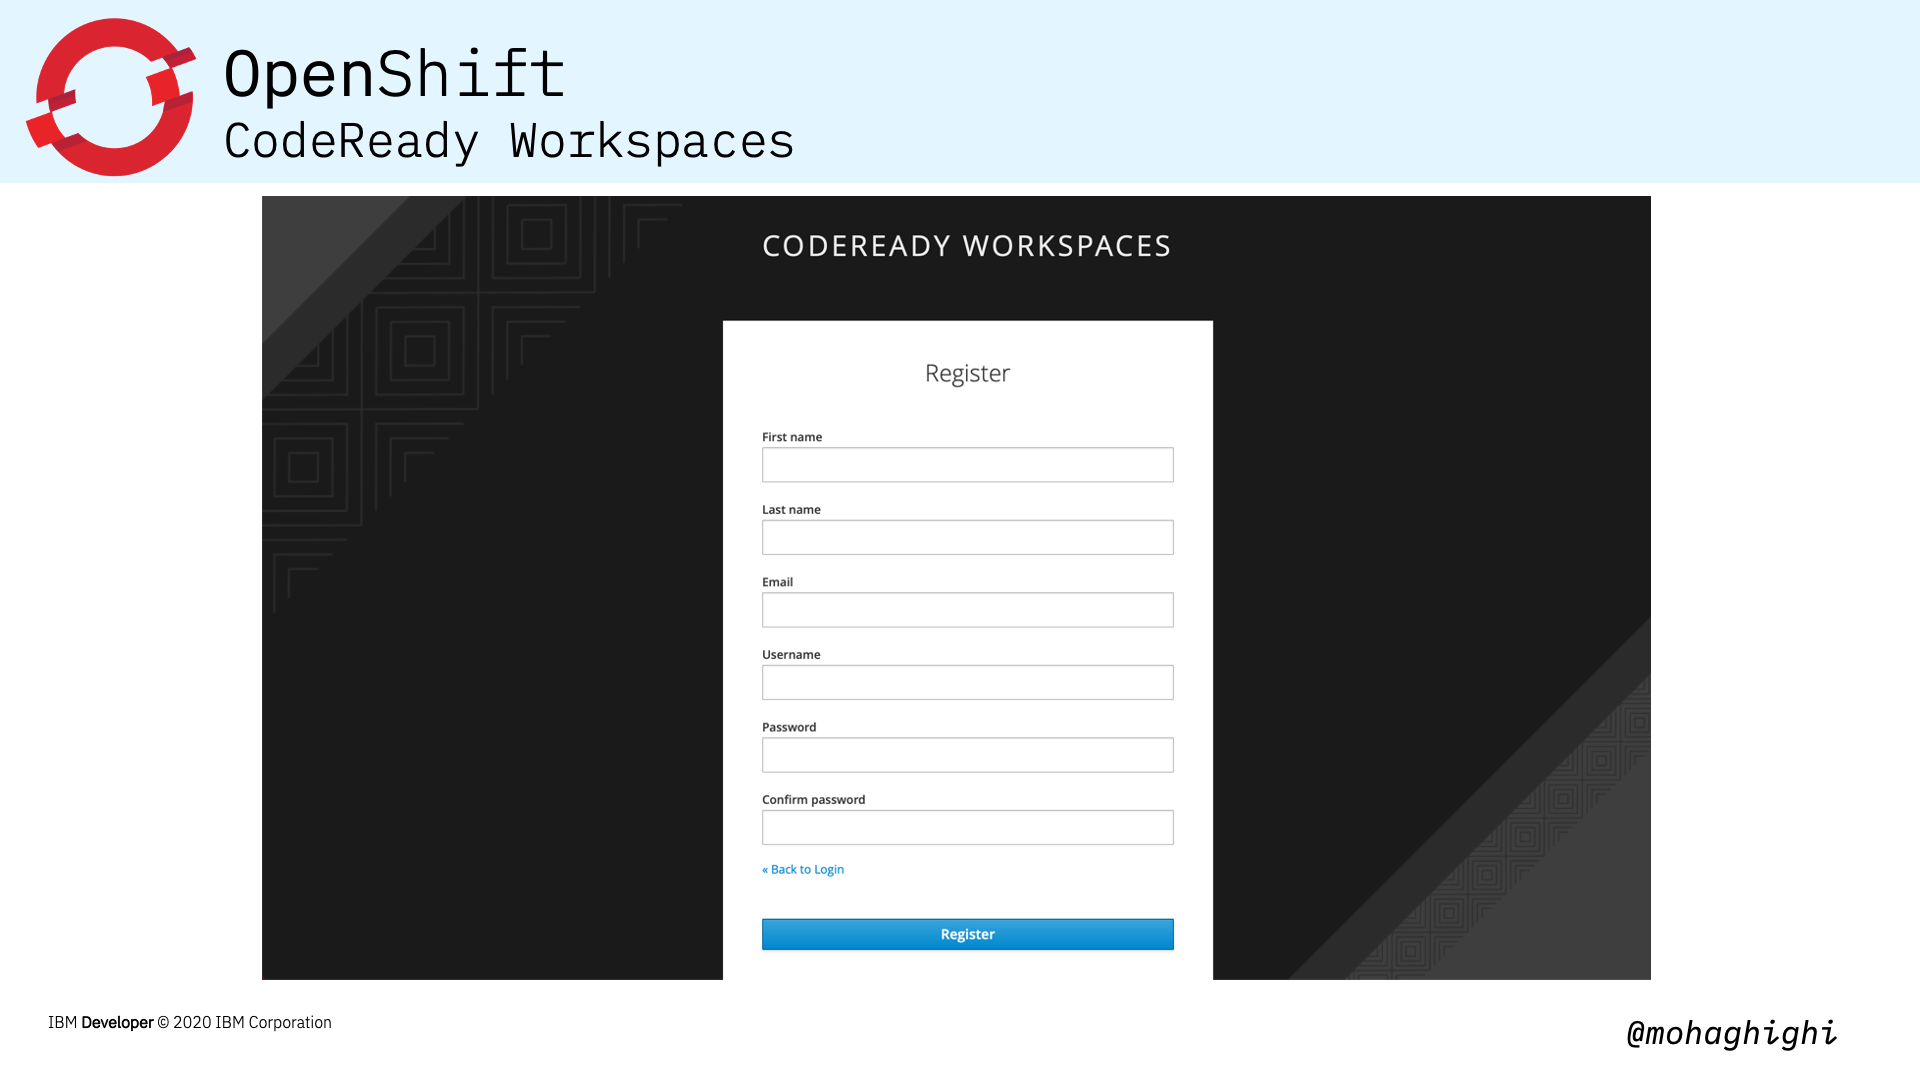 OpenShift
CodeReady Workspaces
CODEREADY WORKSPACES
Register
First name
Last name
Email
Username
Password
Confirm password
« Back to Login
Register
IBM Developer © 2020 IBM Corporation
@mohaghighi